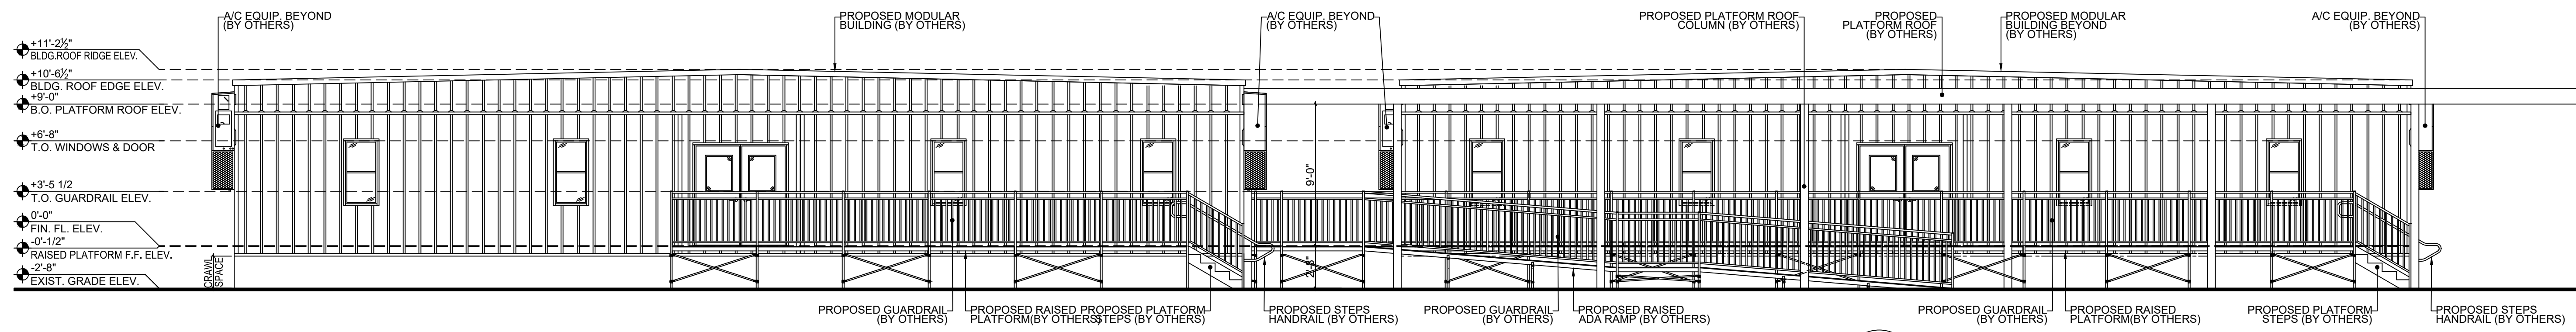 A/C EQUIP. BEYOND
(BY OTHERS)
PROPOSED MODULAR
BUILDING (BY OTHERS)
A/C EQUIP. BEYOND
(BY OTHERS)
PROPOSED PLATFORM ROOF
COLUMN (BY OTHERS)
PROPOSED
PLATFORM ROOF
(BY OTHERS)
PROPOSED MODULAR
BUILDING BEYOND
(BY OTHERS)
A/C EQUIP. BEYOND
(BY OTHERS)
+11'-2½"
BLDG.ROOF RIDGE ELEV.
+10'-6½"
BLDG. ROOF EDGE ELEV.
+9'-0"
B.O. PLATFORM ROOF ELEV.
+6'-8"
T.O. WINDOWS & DOOR
+3'-5 1/2
T.O. GUARDRAIL ELEV.
0'-0"
FIN. FL. ELEV.
-0'-1/2"
RAISED PLATFORM F.F. ELEV.
-2'-8"
EXIST. GRADE ELEV.
CRAWL
SPACE
9'-0"
2'-8"
PROPOSED GUARDRAIL
(BY OTHERS)
PROPOSED RAISED
PLATFORM(BY OTHERS)
PROPOSED PLATFORM
STEPS (BY OTHERS)
PROPOSED STEPS
HANDRAIL (BY OTHERS)
PROPOSED GUARDRAIL
(BY OTHERS)
PROPOSED RAISED
ADA RAMP (BY OTHERS)
PROPOSED GUARDRAIL
(BY OTHERS)
PROPOSED RAISED
PLATFORM(BY OTHERS)
PROPOSED PLATFORM
STEPS (BY OTHERS)
PROPOSED STEPS
HANDRAIL (BY OTHERS)